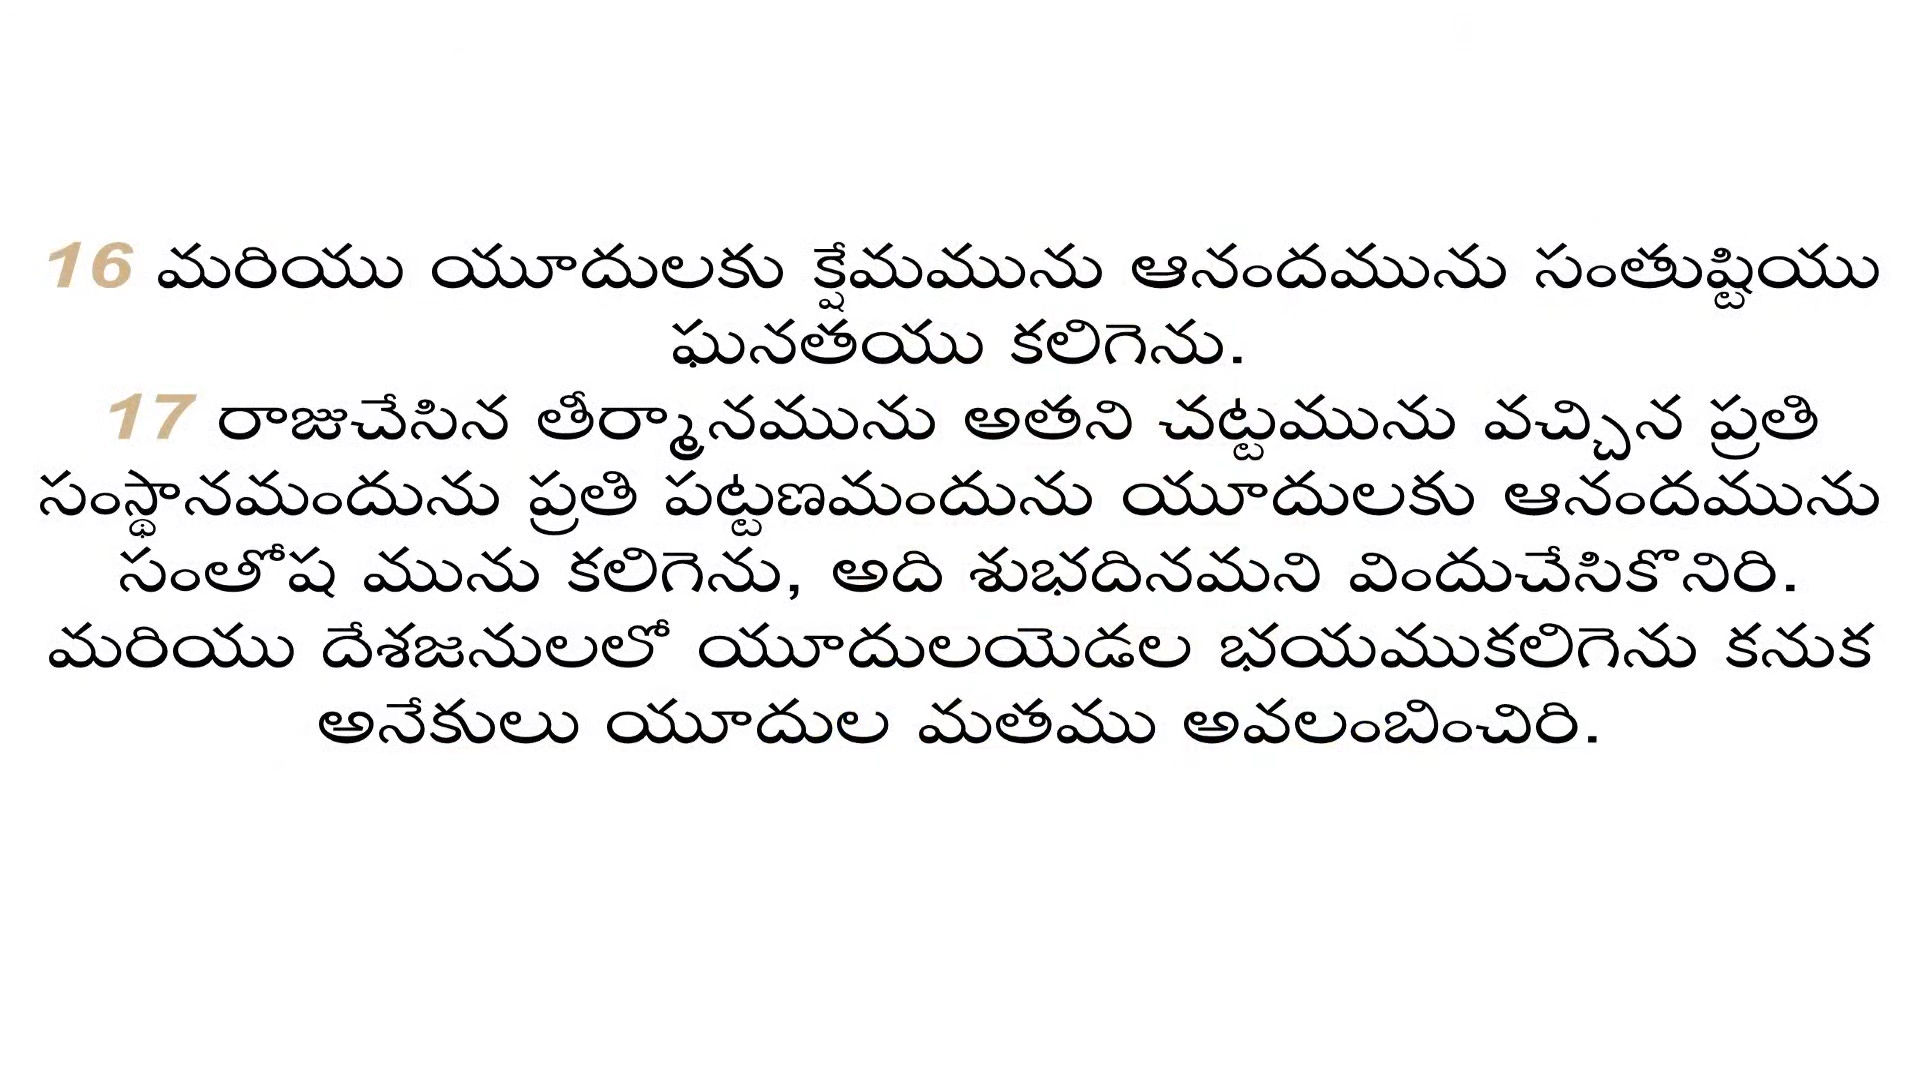 16 మరియు యూదులకు క్షేమమును ఆనందమును సంతుష్టియు
ఘనతయు కలిగెను.
17 రాజుచేసిన తీర్మానమును అతని చట్టమును వచ్చిన ప్రతి
సంస్థానమందును ప్రతి పట్టణమందును యూదులకు ఆనందమును
సంతోష మును కలిగెను, అది శుభదినమని విందుచేసికొనిరి.
మరియు దేశజనులలో యూదులయెడల భయముకలిగెను కనుక
అనేకులు యూదుల మతము అవలంబించిరి.